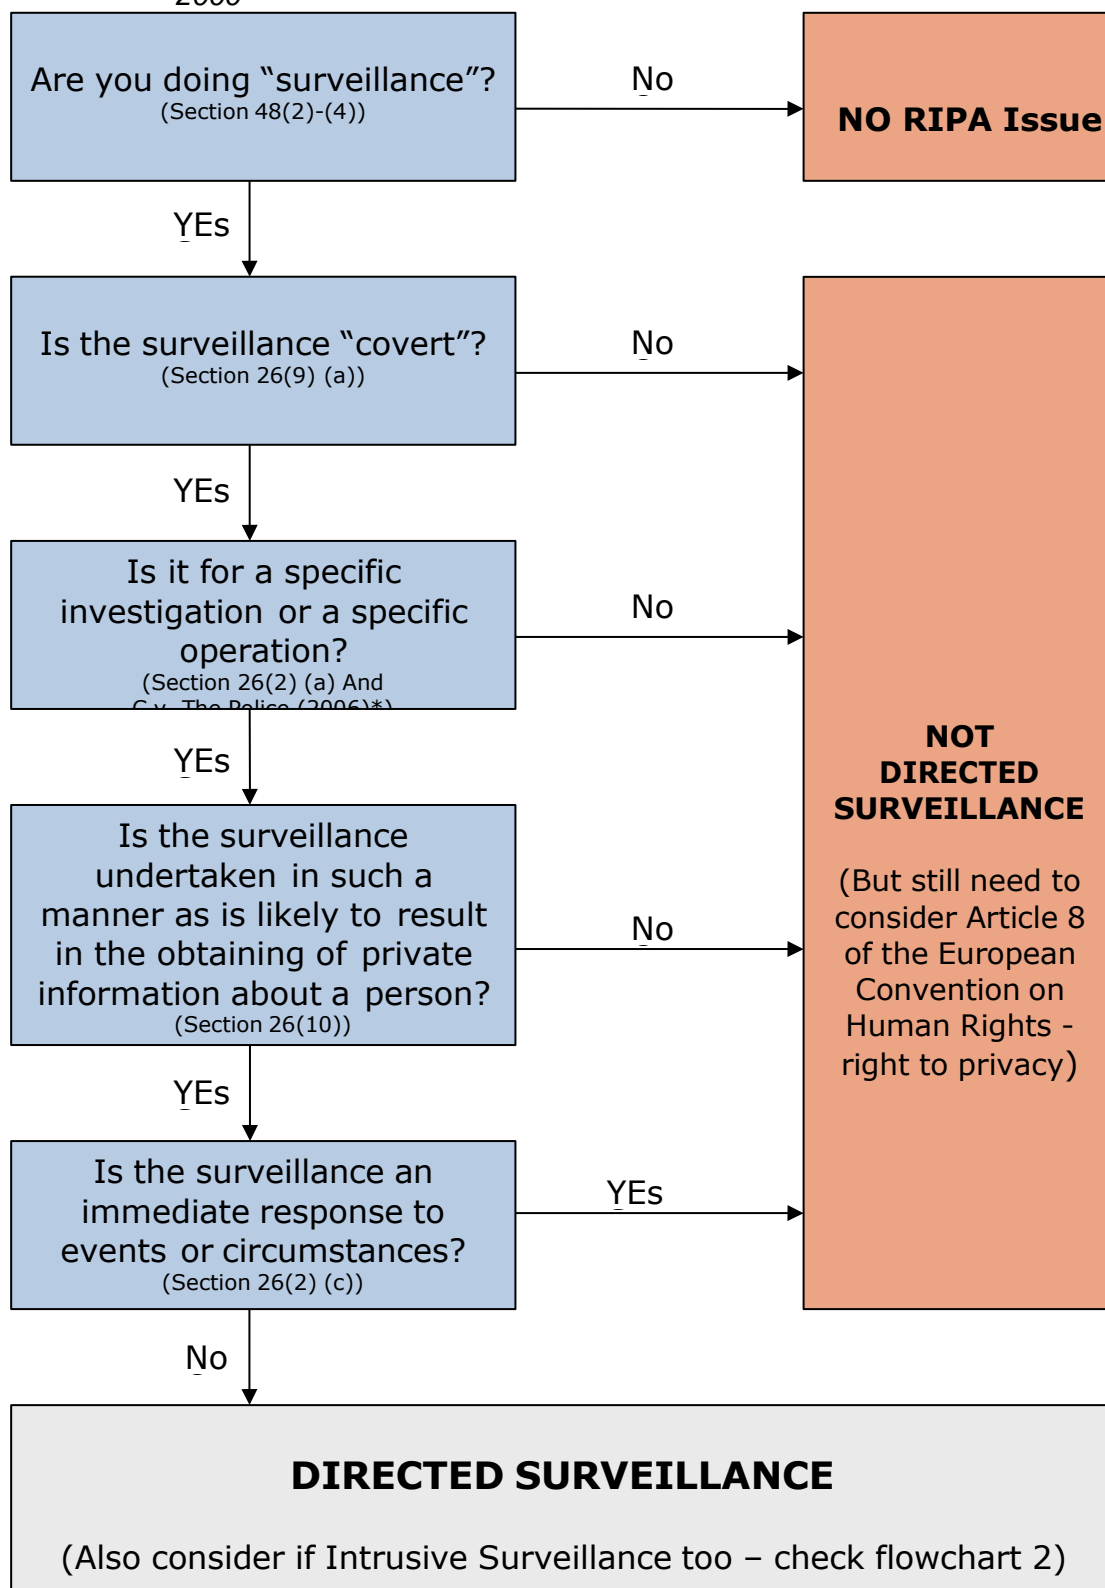 2000
Are you doing “surveillance”?
(Section 48(2)-(4))
No
NO RIPA Issue
YEs
Is the surveillance “covert”?
(Section 26(9) (a))
No
YEs
Is it for a specific
investigation or a specific
operation?
(Section 26(2) (a) And
C v. The Police (2006)*)
No
YEs
Is the surveillance
undertaken in such a
manner as is likely to result
in the obtaining of private
information about a person?
(Section 26(10))
No
NOT
DIRECTED
SURVEILLANCE
(But still need to
consider Article 8
of the European
Convention on
Human Rights -
right to privacy)
YEs
Is the surveillance an
immediate response to
events or circumstances?
(Section 26(2) (c))
YEs
No
DIRECTED SURVEILLANCE
(Also consider if Intrusive Surveillance too – check flowchart 2)